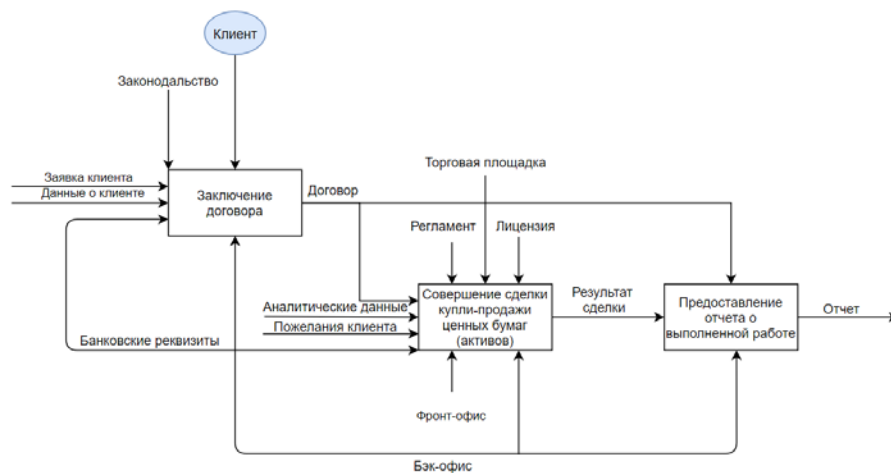 Клиент
Законодальство
Заявка клиента
Данные о клиенте
Заключение
договора
Договор
Торговая площадка
Регламент
Лицензия
Аналитические данные
Пожелания клиента
Банковские реквизиты
Совершение сделки
купли-продажи
ценных бумаг
(активов)
Результат
сделки
Предоставление
отчета о
выполненной работе
Отчет
Фронт-офис
Бэк-офис